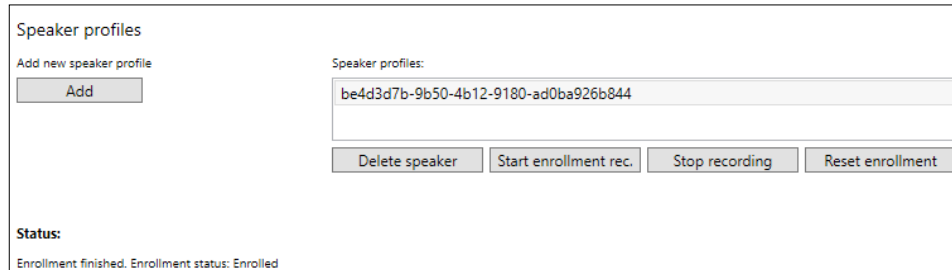 Speaker profiles
Add new speaker profile
Speaker profiles:
Add
be4d3d7b-9b50-4b12-9180-ad0ba926b844
Delete speaker
Start enrollment rec.
Stop recording
Reset enrollment
Status:
Enrollment finished. Enrollment status: Enrolled